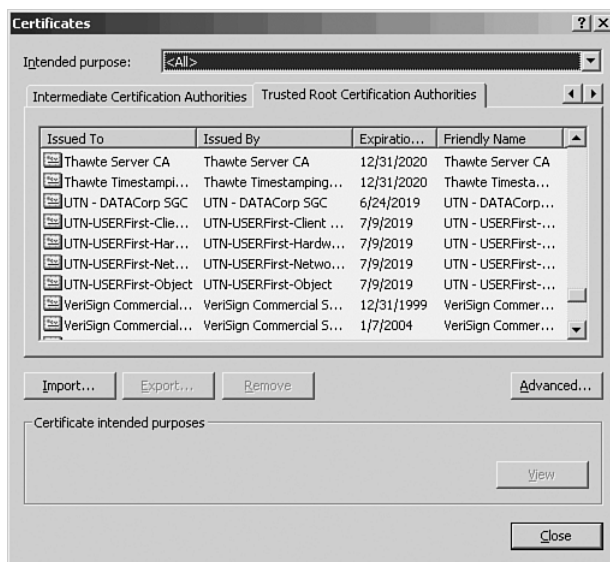 Certificates
Intended purpose: <All>
Intermediate Certification Authorities Trusted Root Certification Authorities
Issued To Issued By Expiratio... Friendly Name
Thawte Server CA Thawte Server CA 12/31/2020 Thawte Server CA
Thawte Timestampi... Thawte Timestamping... 12/31/2020 Thawte Timesta...
UTN - DATACorp SGC UTN - DATACorp SGC 6/24/2019 UTN - DATACorp...
UTN-USERFirst-Clie... UTN-USERFirst-Client ... 7/9/2019 UTN - USERFirst-...
UTN-USERFirst-Har... UTN-USERFirst-Hardw... 7/9/2019 UTN - USERFirst-...
UTN-USERFirst-Net... UTN-USERFirst-Netwo... 7/9/2019 UTN - USERFirst-...
UTN-USERFirst-Object UTN-USERFirst-Object 7/9/2019 UTN - USERFirst-...
VeriSign Commercial... VeriSign Commercial S... 12/31/1999 VeriSign Commer...
VeriSign Commercial... VeriSign Commercial S... 1/7/2004 VeriSign Commer...
Import... Export... Remove Advanced...
Certificate intended purposes
View
Close